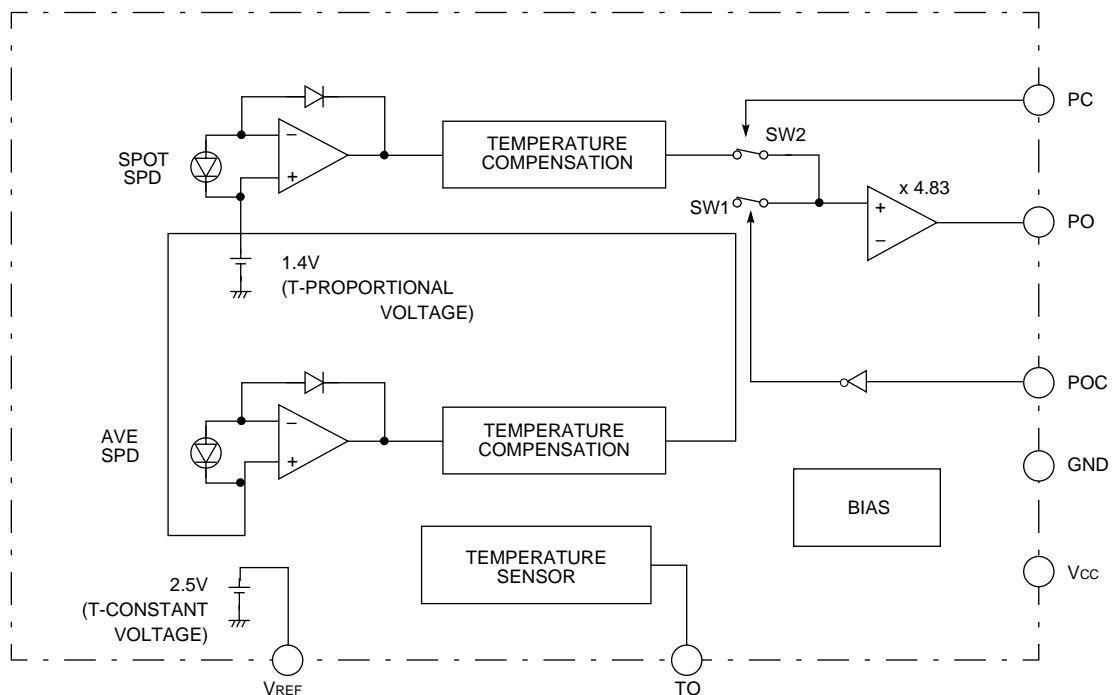 PC
SPOT
SPD
−
+
TEMPERATURE
COMPENSATION
SW2
SW1
x 4.83
+
−
PO
1.4V
(T-PROPORTIONAL
VOLTAGE)
POC
AVE
SPD
−
+
TEMPERATURE
COMPENSATION
GND
BIAS
TEMPERATURE
SENSOR
VCC
2.5V
(T-CONSTANT
VOLTAGE)
VREF
TO